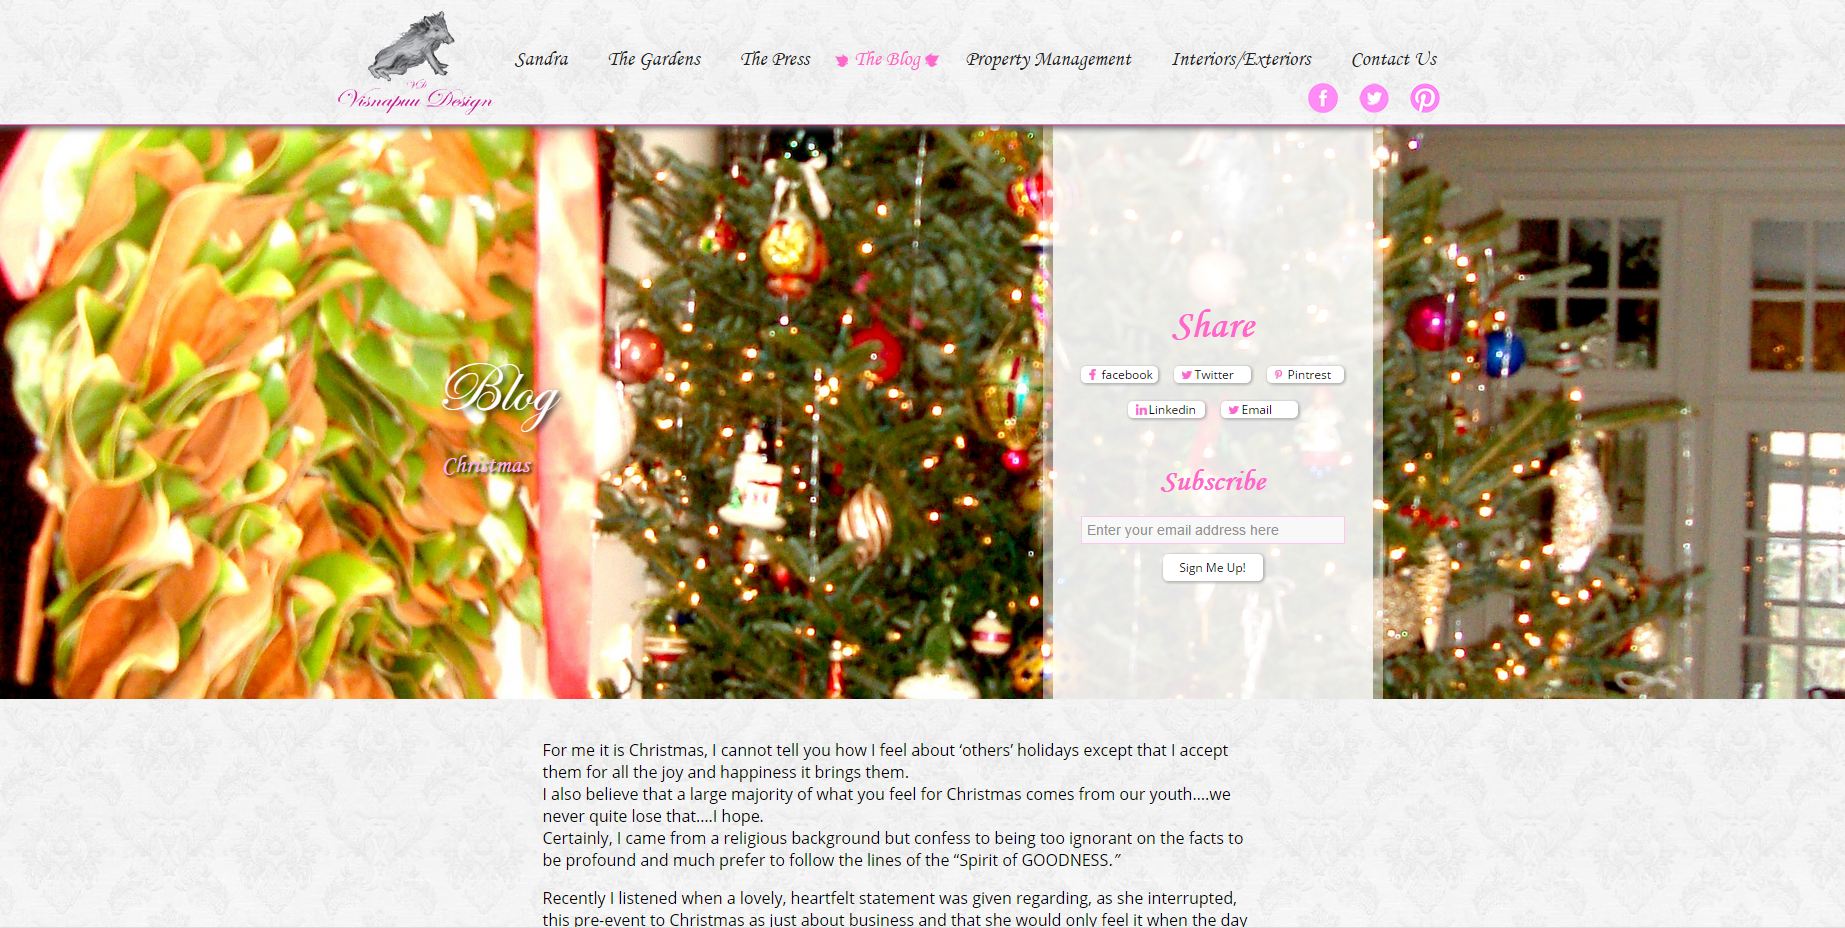 VD
Visnapuu Design
Sandra
The Gardens
The Press
The Blog
Property Management
Interiors/Exteriors
Contact Us
Blog
Christmas
Share
facebook
Twitter
Pintrest
Linkedin
Email
Subscribe
Enter your email address here
Sign Me Up!
For me it is Christmas, I cannot tell you how I feel about ‘others’ holidays except that I accept
them for all the joy and happiness it brings them.
I also believe that a large majority of what you feel for Christmas comes from our youth....we
never quite lose that....I hope.
Certainly, I came from a religious background but confess to being too ignorant on the facts to
be profound and much prefer to follow the lines of the “Spirit of GOODNESS.”
Recently I listened when a lovely, heartfelt statement was given regarding, as she interrupted,
this pre-event to Christmas as just about business and that she would only feel it when the day